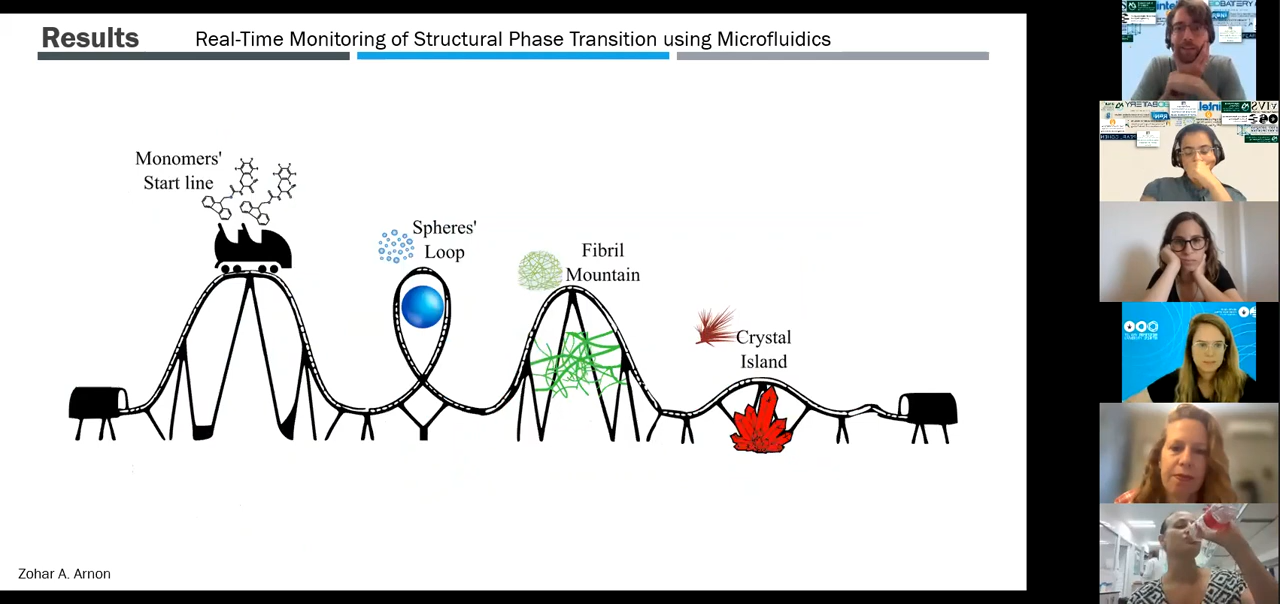 Results
Real-Time Monitoring of Structural Phase Transition using Microfluidics
Monomers'
Start line
Spheres'
Loop
Fibril
Mountain
Crystal
Island
Zohar A. Arnon
intel